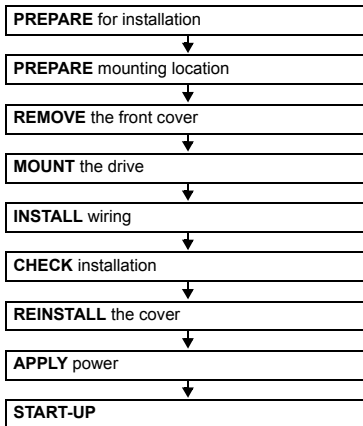 PREPARE for installation
PREPARE mounting location
REMOVE the front cover
MOUNT the drive
INSTALL wiring
CHECK installation
REINSTALL the cover
APPLY power
START-UP